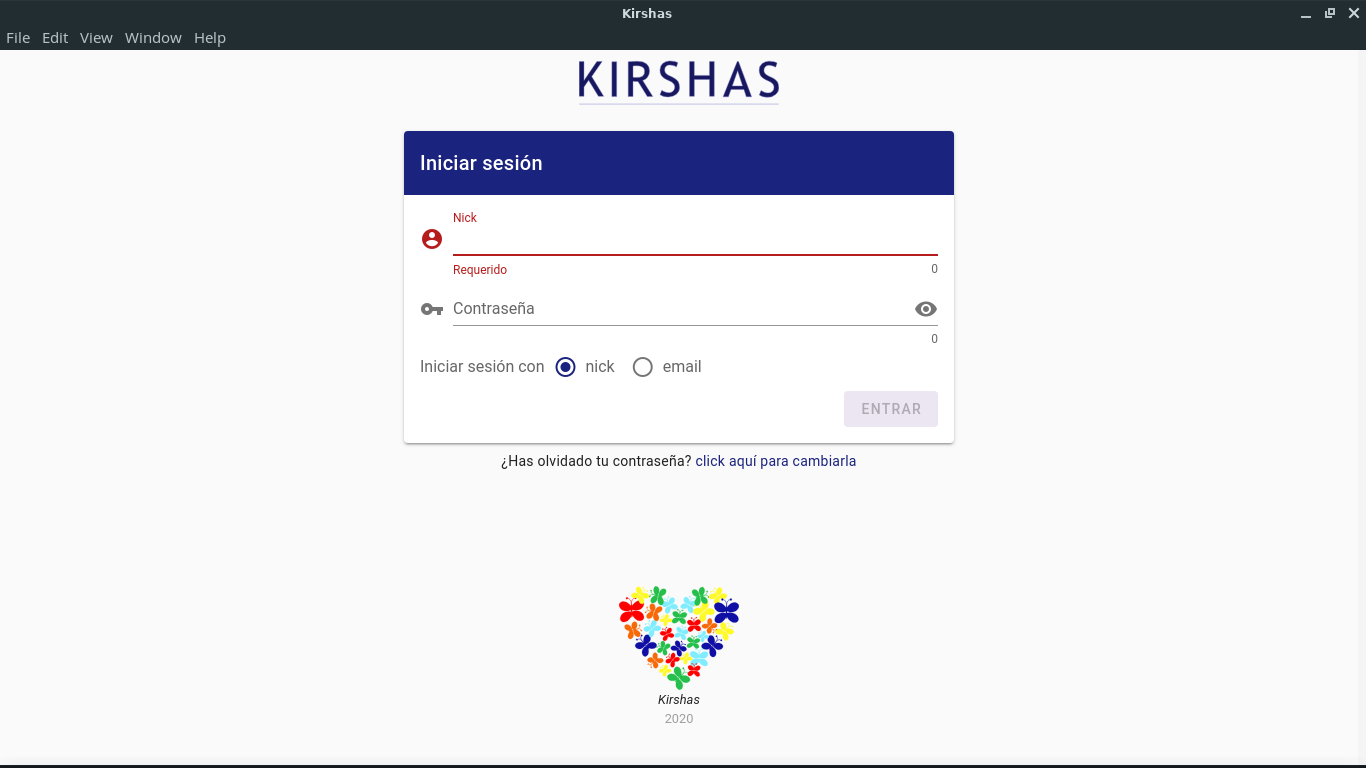 Kirshas
File Edit View Window Help
KIRSHAS
Iniciar sesión
Nick
Requerido 0
Contraseña
0
Iniciar sesión con nick email
ENTRAR
¿Has olvidado tu contraseña? click aquí para cambiarla
Kirshas
2020